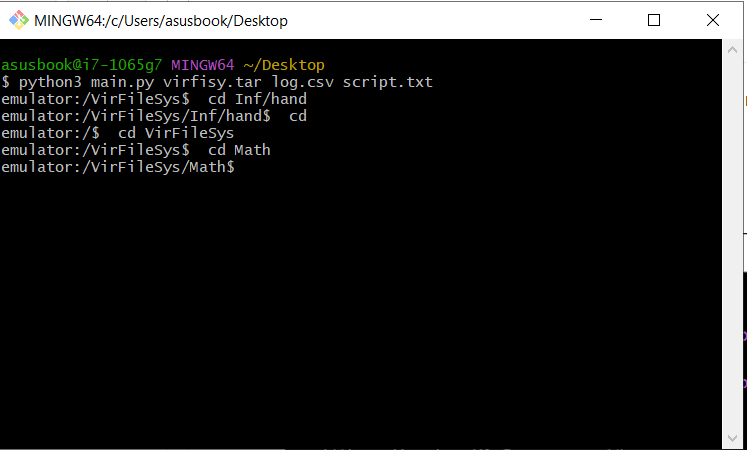 MINGW64:/c/Users/asusbook/Desktop
asusbook@i7-1065g7 MINGW64 ~/Desktop
$ python3 main.py virfisy.tar log.csv script.txt
emulator:/VirFileSys$  cd Inf/hand
emulator:/VirFileSys/Inf/hand$  cd
emulator:/$  cd VirFileSys
emulator:/VirFileSys$  cd Math
emulator:/VirFileSys/Math$